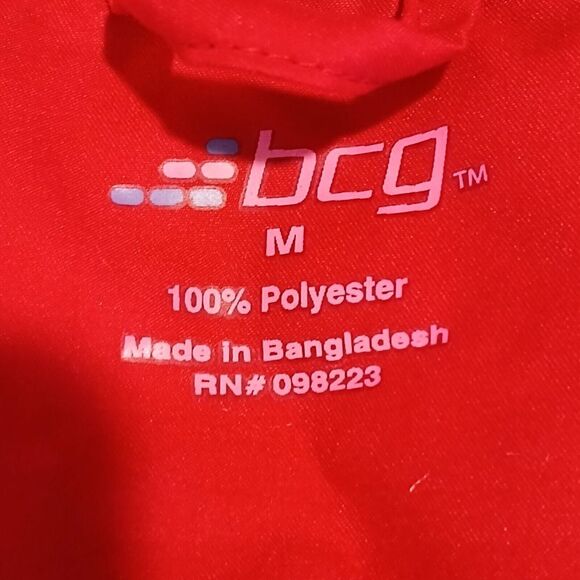 bcg™
M
100% Polyester
Made in Bangladesh
RN# 098223